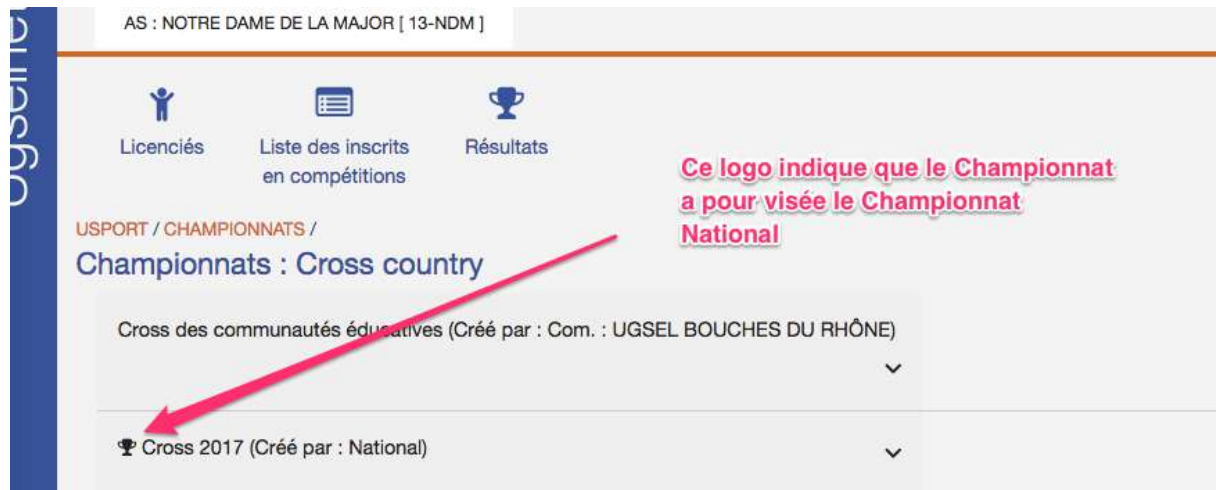 AS : NOTRE DAME DE LA MAJOR [ 13-NDM ]
Licenciés
Liste des inscrits
en compétitions
Résultats
Ce logo indique que le Championnat
a pour visée le Championnat
National
USPORT / CHAMPIONNATS /
Championnats : Cross country
Cross des communautés éducatives (Créé par : Com. : UGSEL BOUCHES DU RHÔNE)
Cross 2017 (Créé par : National)